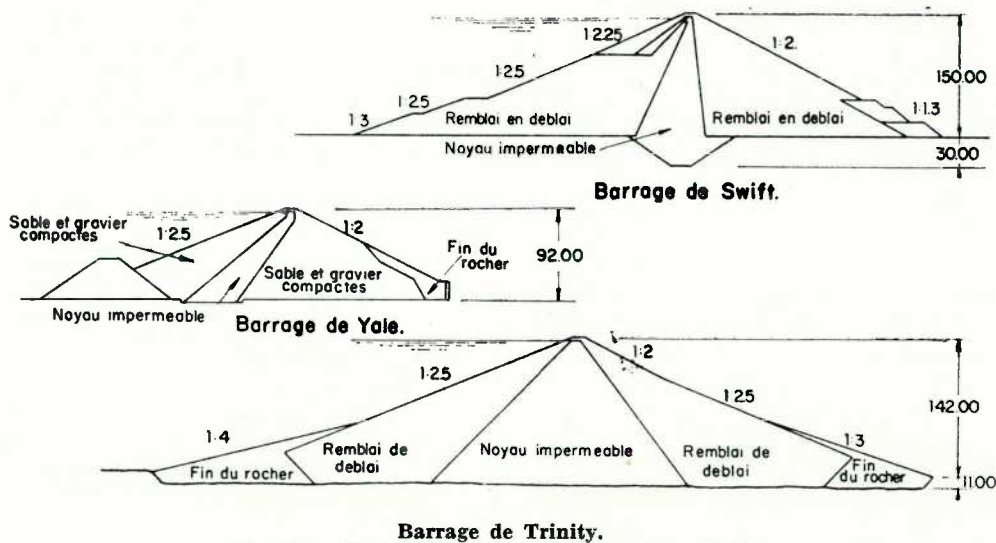 1:2.25
1:2.
1:2.5
150.00
1:2.5
1:1.3
1:3
Remblai en deblai
Remblai en deblai
Noyau impermeable
30.00
Barrage de Swift.
Sable et gravier
compactes
1:2.5
1:2
Fin du
rocher
92.00
Sable et gravier
compactes
Noyau impermeable
Barrage de Yale.
1:2
1:2.5
1:2.5
142.00
1:4
1:3
Remblai de
deblai
Noyau impermeable
Remblai de
deblai
Fin du rocher
Fin
du rocher
11.00
Barrage de Trinity.